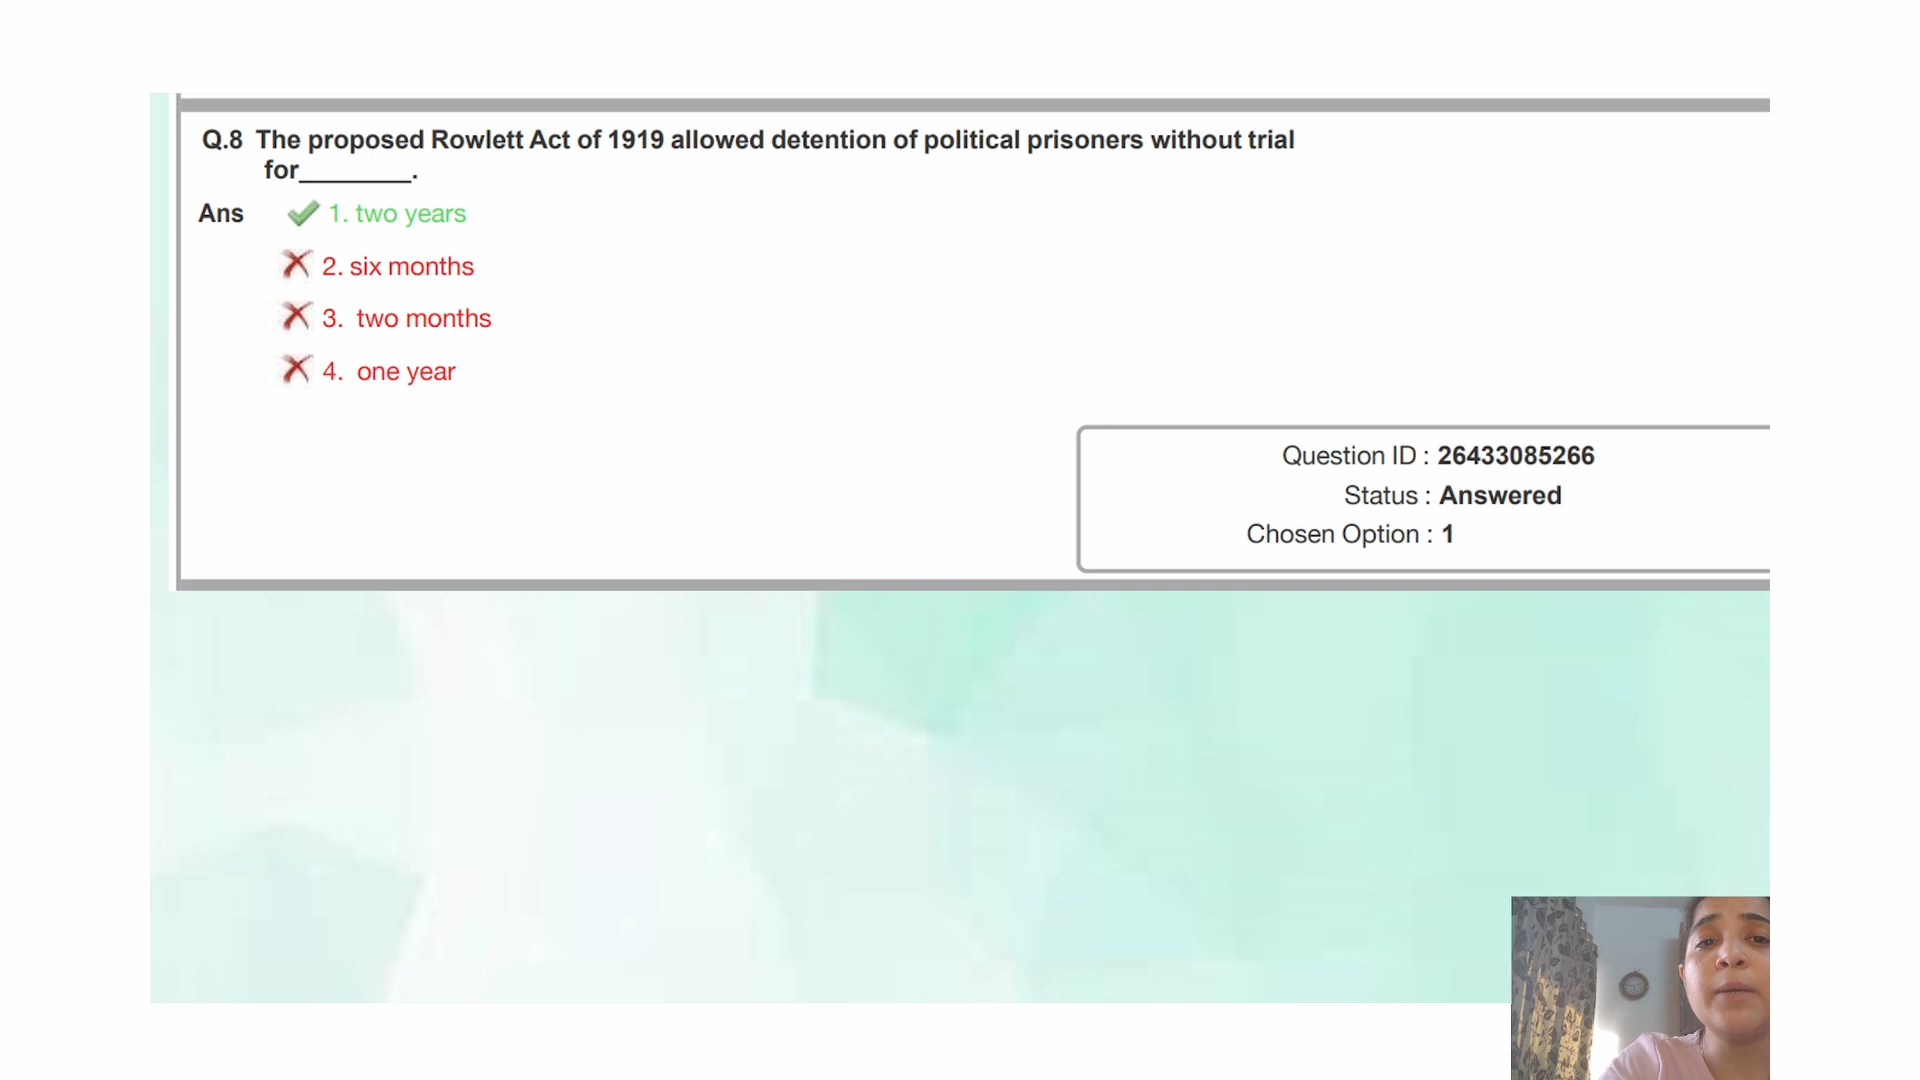 Q.8 The proposed Rowlett Act of 1919 allowed detention of political prisoners without trial
for________.
Ans 1. two years
2. six months
3. two months
4. one year
Question ID : 26433085266
Status : Answered
Chosen Option : 1